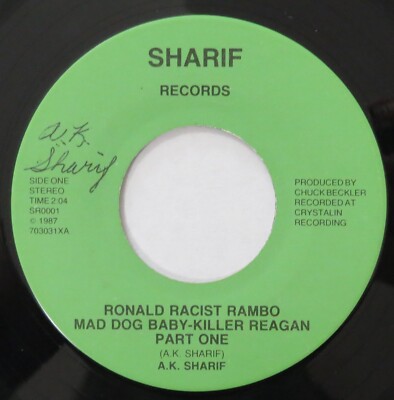 SHARIF
RECORDS
A.K.
Sharif
SIDE ONE
STEREO
TIME 2:04
SR0001
© 1987
703031XA
PRODUCED BY
CHUCK BECKLER
RECORDED AT
CRYSTALIN
RECORDING
RONALD RACIST RAMBO
MAD DOG BABY-KILLER REAGAN
PART ONE
(A.K. SHARIF)
A.K. SHARIF